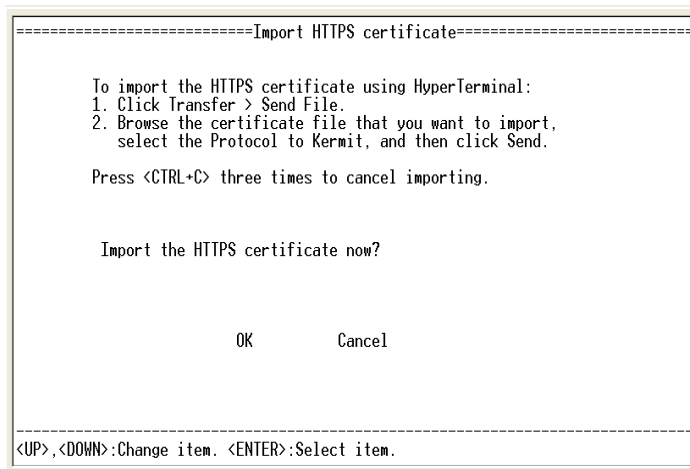 ============================Import HTTPS certificate============================
To import the HTTPS certificate using HyperTerminal:
1. Click Transfer > Send File.
2. Browse the certificate file that you want to import,
select the Protocol to Kermit, and then click Send.
Press <CTRL+C> three times to cancel importing.
Import the HTTPS certificate now?
OK Cancel
--------------------------------------------------------------------------------
<UP>,<DOWN>:Change item. <ENTER>:Select item.